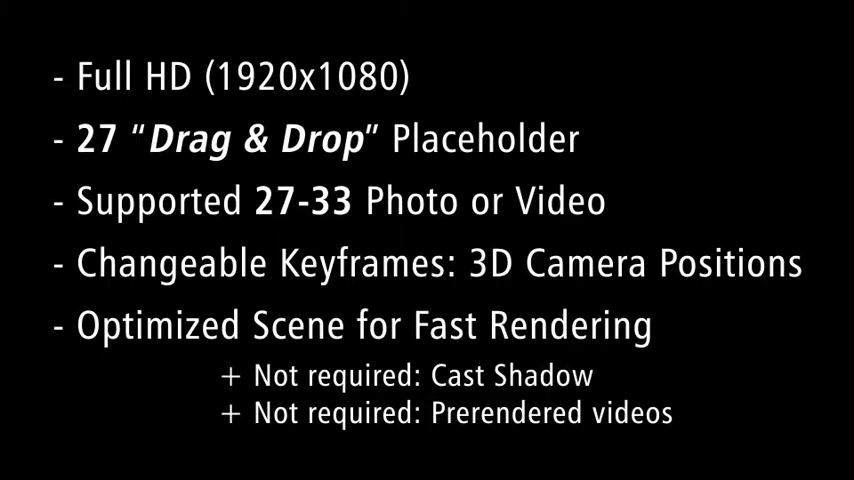 - Full HD (1920x1080)
- 27 “Drag & Drop” Placeholder
- Supported 27-33 Photo or Video
- Changeable Keyframes: 3D Camera Positions
- Optimized Scene for Fast Rendering
+ Not required: Cast Shadow
+ Not required: Prerendered videos